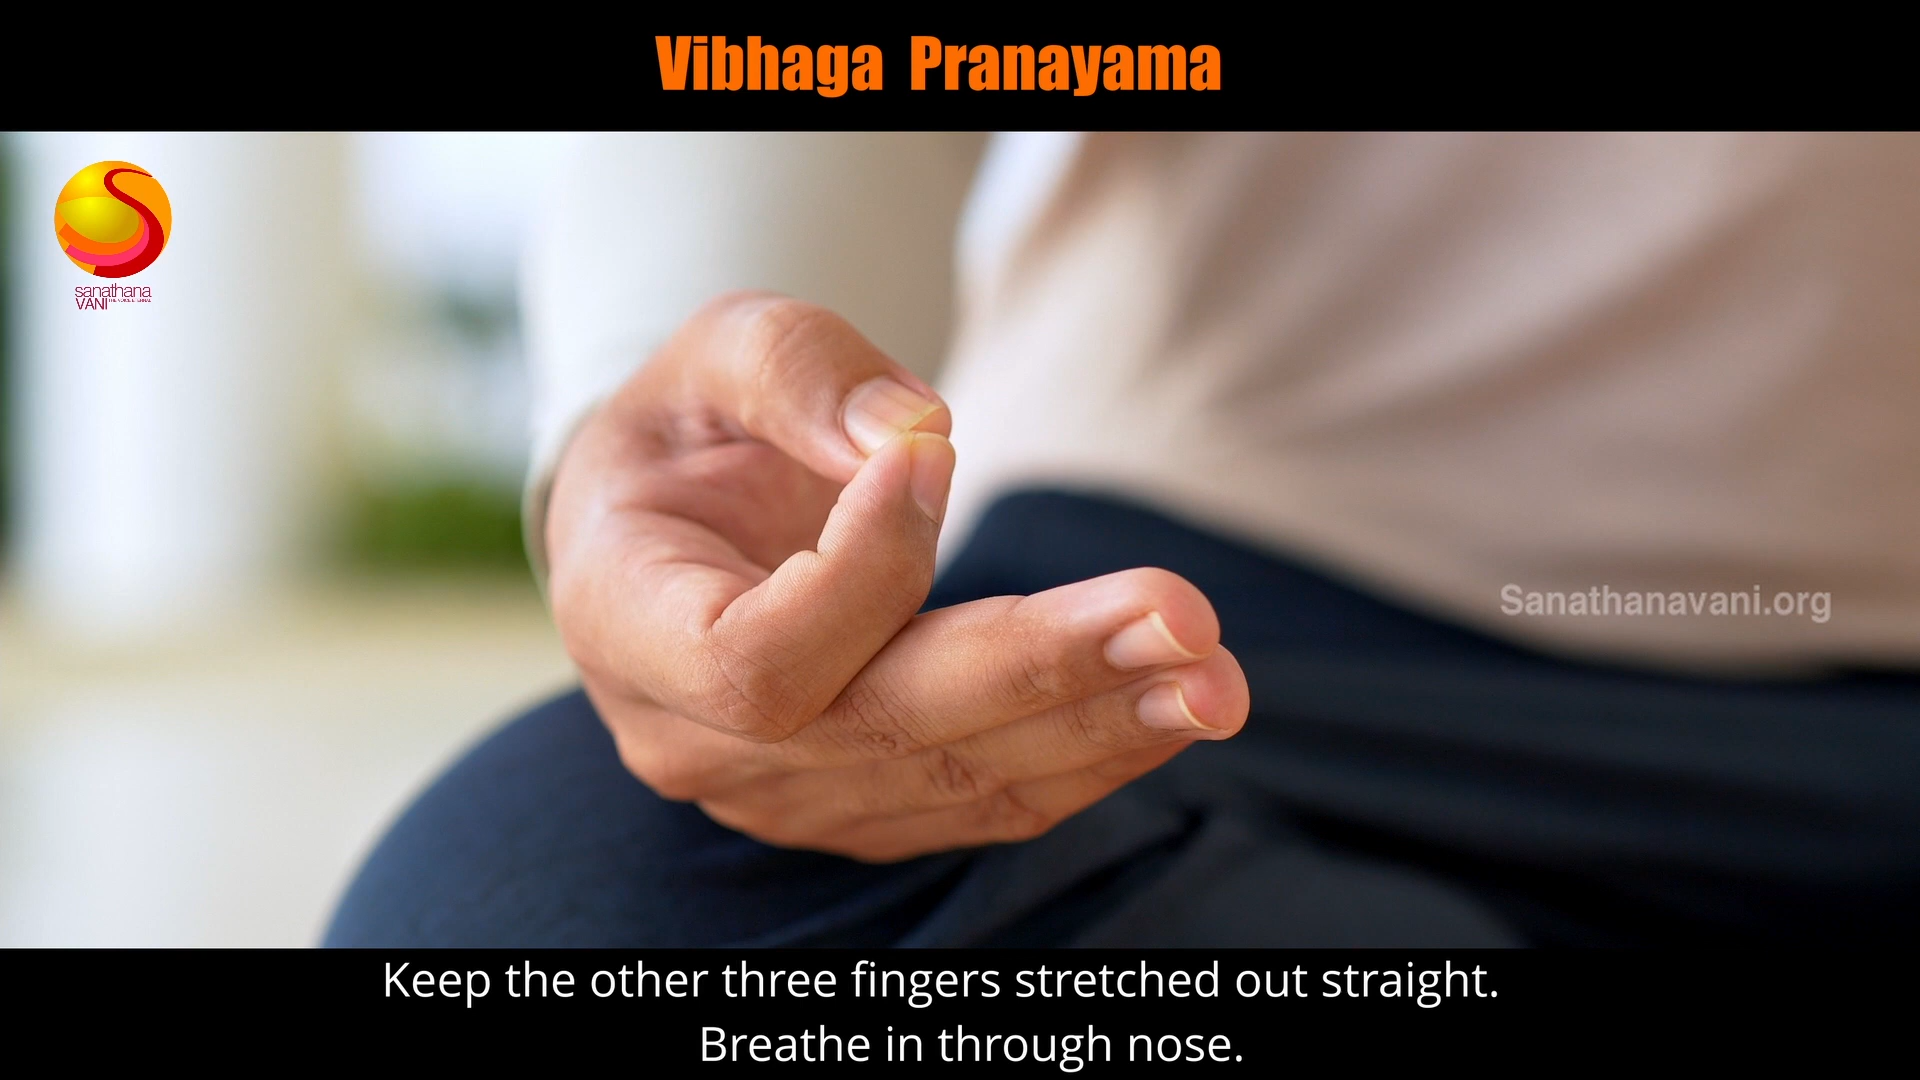 Vibhaga Pranayama
sanathana
VANI
Sanathanavani.org
Keep the other three fingers stretched out straight.
Breathe in through nose.